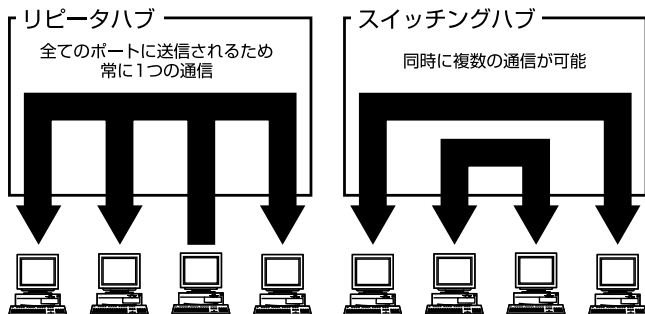 リピータハブ
全てのポートに送信されるため
常に1つの通信
スイッチングハブ
同時に複数の通信が可能